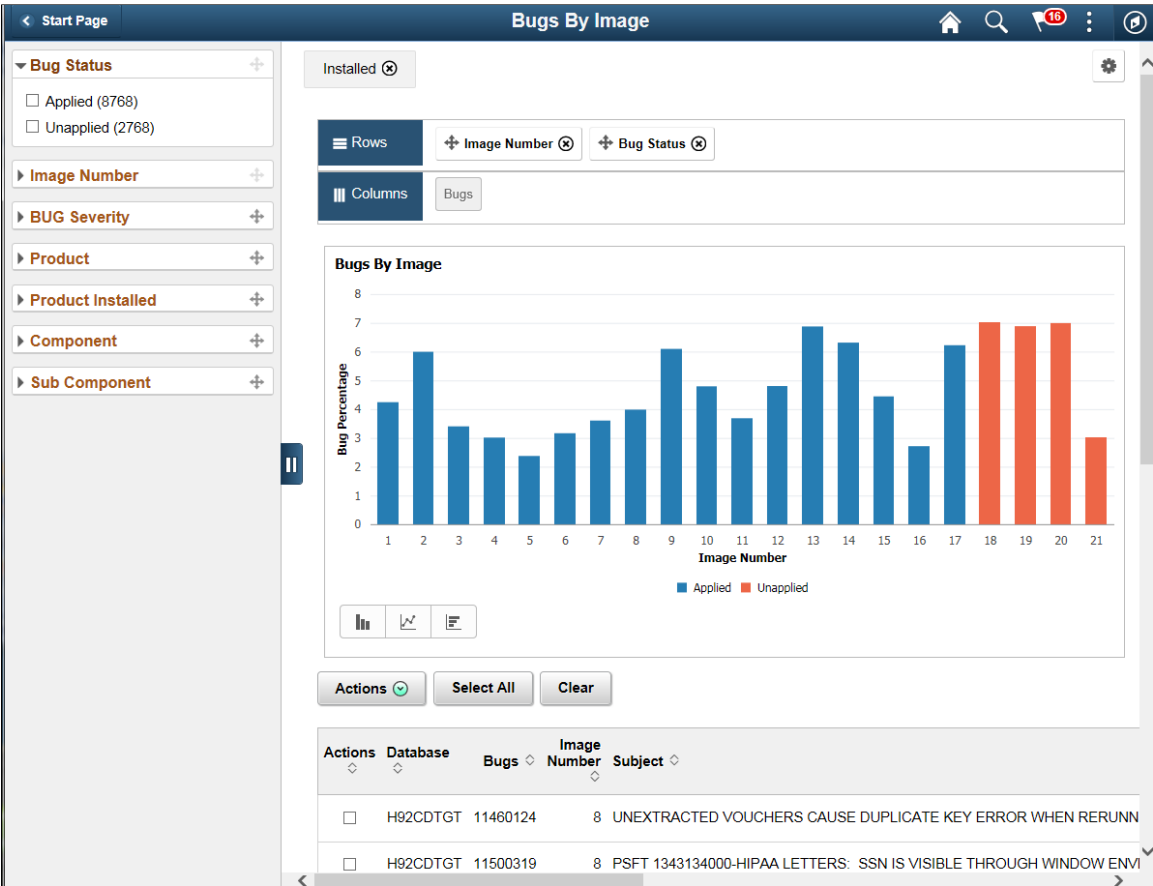 Start Page
Bugs By Image
16
Bug Status
Applied (8768)
Unapplied (2768)
Image Number
BUG Severity
Product
Product Installed
Component
Sub Component
Installed
Rows
Image Number
Bug Status
Columns
Bugs
Bugs By Image
8
7
6
5
4
3
2
1
0
Bug Percentage
1 2 3 4 5 6 7 8 9 10 11 12 13 14 15 16 17 18 19 20 21
Image Number
Applied Unapplied
Actions Select All Clear
Actions Database Bugs Image Number Subject
H92CDTGT 11460124 8 UNEXTRACTED VOUCHERS CAUSE DUPLICATE KEY ERROR WHEN RERUNN
H92CDTGT 11500319 8 PSFT 1343134000-HIPAA LETTERS: SSN IS VISIBLE THROUGH WINDOW ENV